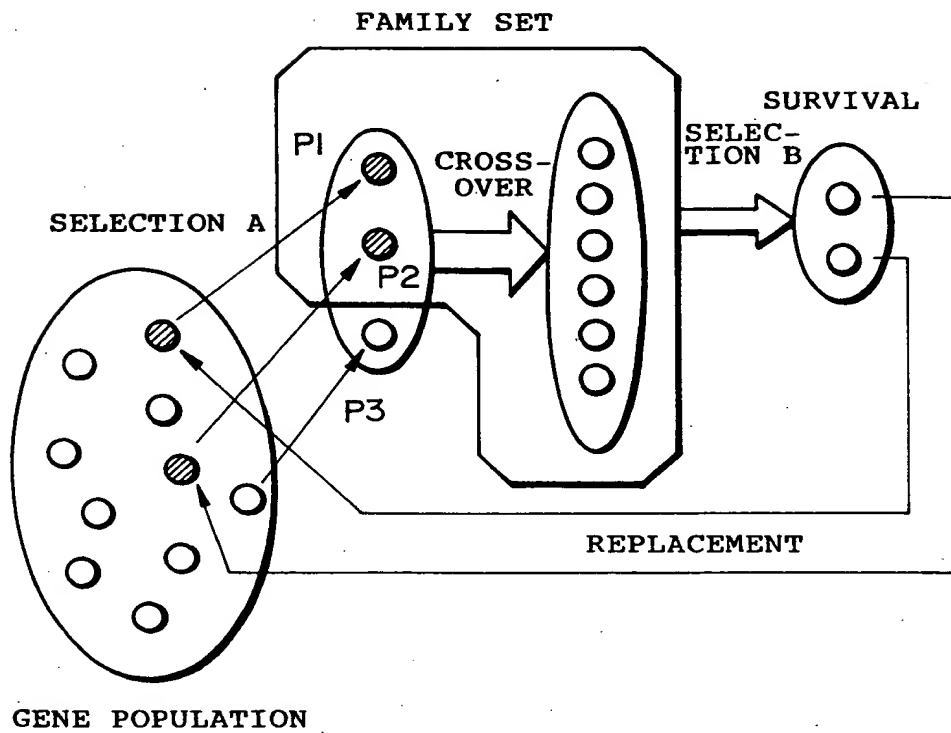 FAMILY SET
SURVIVAL
P1
CROSS-
OVER
SELEC-
TION B
SELECTION A
P2
P3
REPLACEMENT
GENE POPULATION